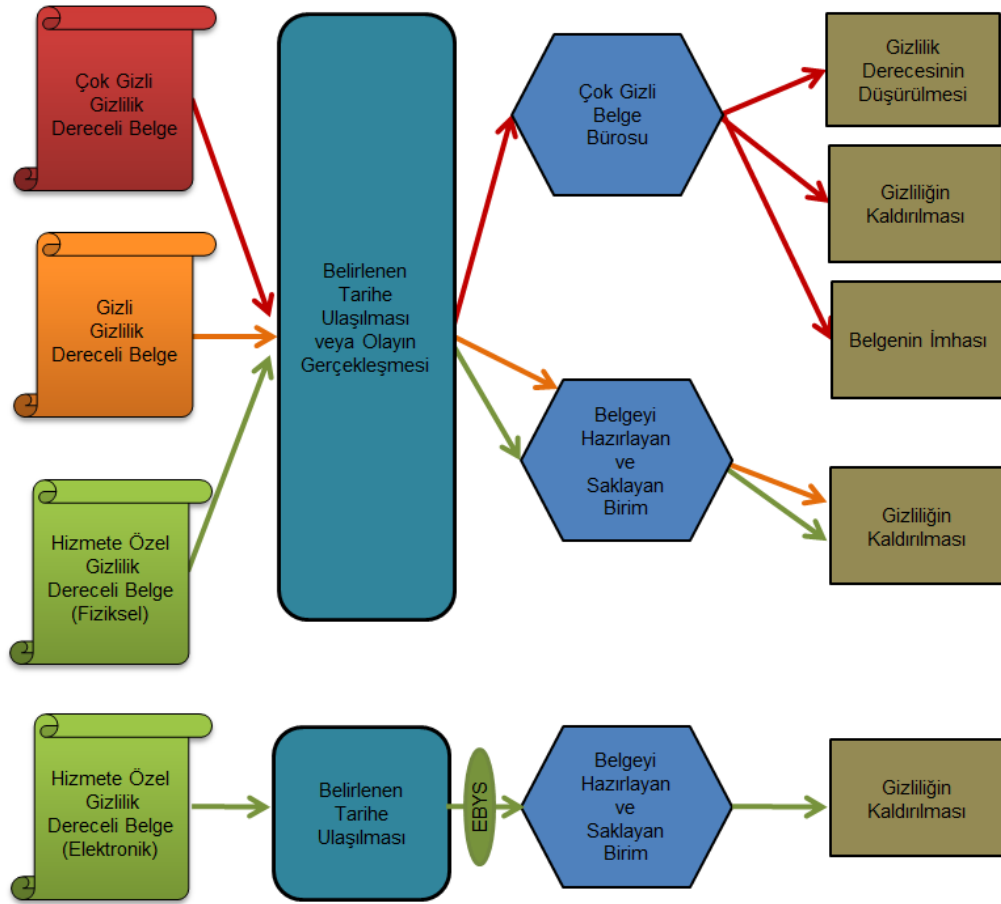 Çok Gizli
Gizlilik
Dereceli Belge
Gizli
Gizlilik
Dereceli Belge
Hizmete Özel
Gizlilik
Dereceli Belge
(Fiziksel)
Belirlenen
Tarihe
Ulaşılması
veya Olayın
Gerçekleşmesi
Çok Gizli
Belge
Bürosu
Belgeyi
Hazırlayan
ve
Saklayan
Birim
Gizlilik
Derecesinin
Düşürülmesi
Gizliliğin
Kaldırılması
Belgenin İmhası
Gizliliğin
Kaldırılması
Hizmete Özel
Gizlilik
Dereceli Belge
(Elektronik)
Belirlenen
Tarihe
Ulaşılması
EBYS
Belgeyi
Hazırlayan
ve
Saklayan
Birim
Gizliliğin
Kaldırılması